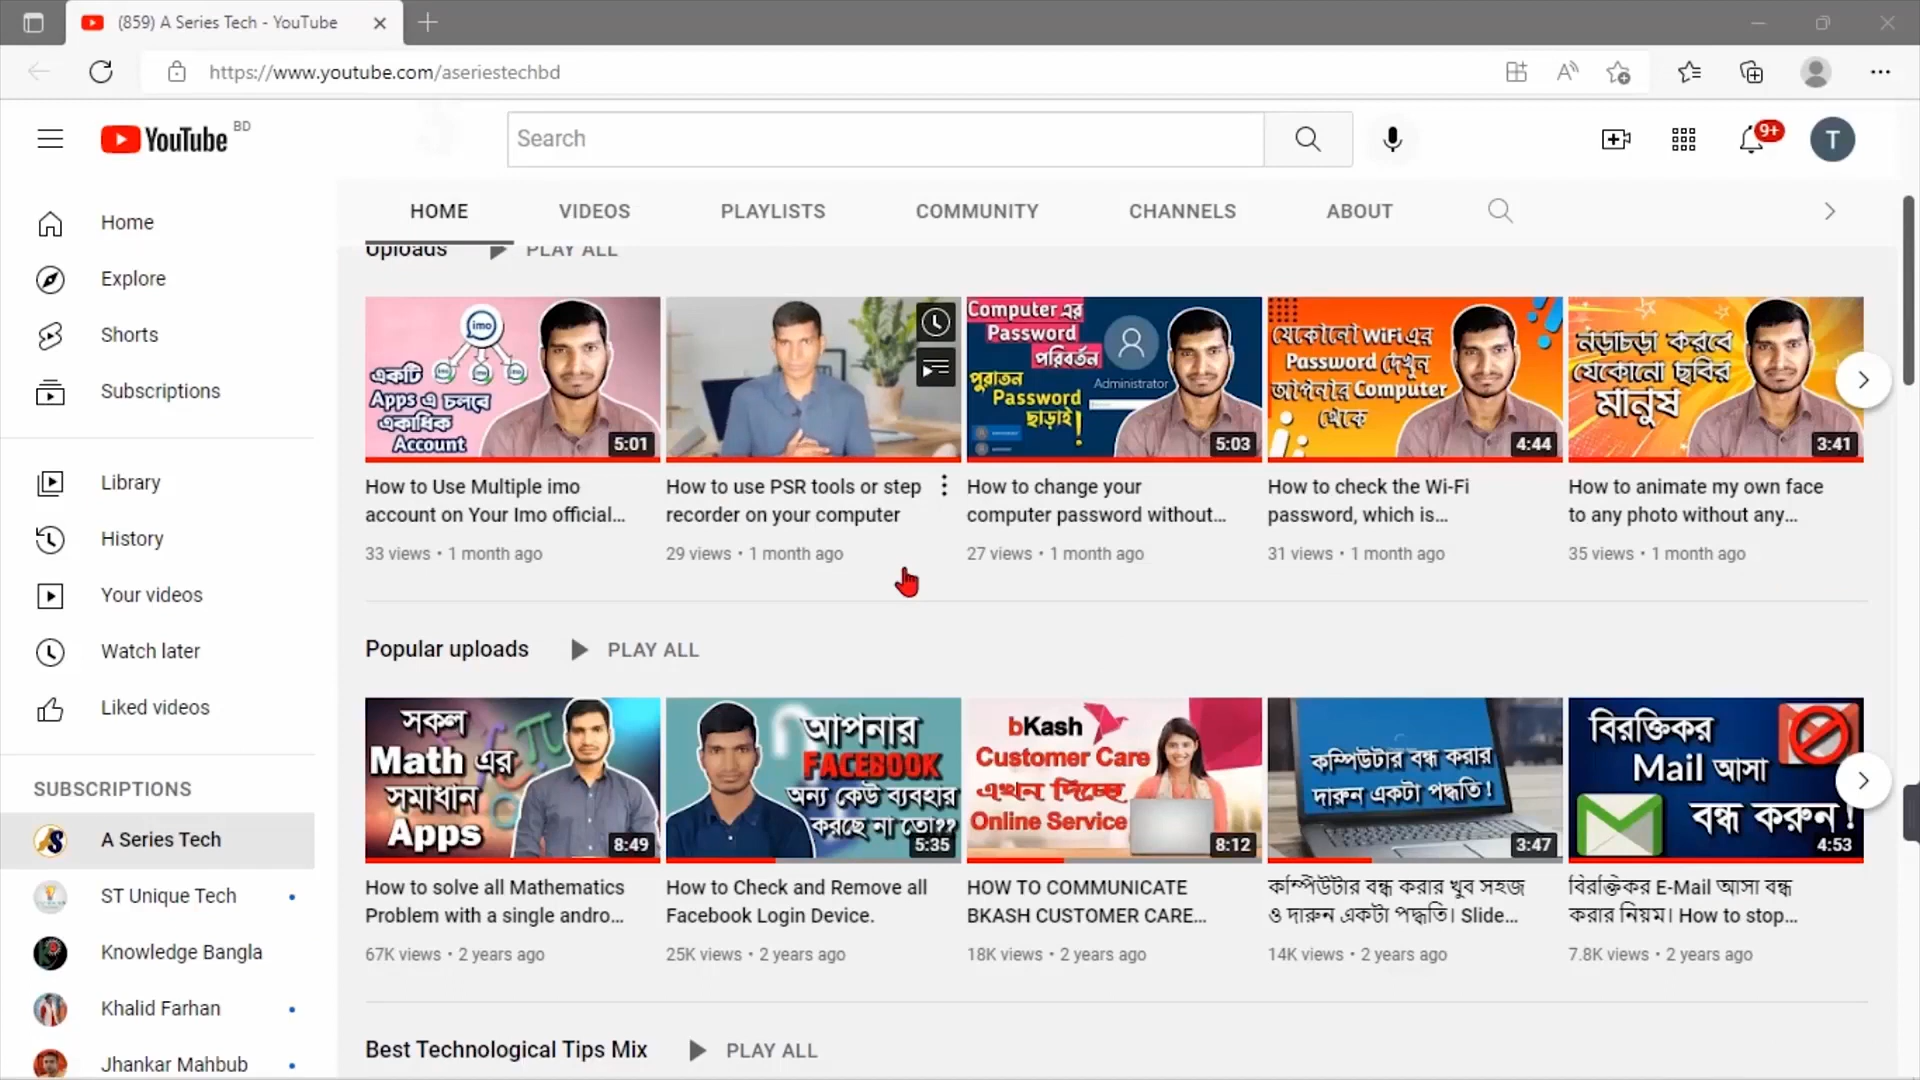 (859) A Series Tech - YouTube
https://www.youtube.com/aseriestechbd
YouTube BD
Search
9+
T
Home
Explore
Shorts
Subscriptions
Library
History
Your videos
Watch later
Liked videos
SUBSCRIPTIONS
A Series Tech
ST Unique Tech
Knowledge Bangla
Khalid Farhan
Jhankar Mahbub
HOME VIDEOS PLAYLISTS COMMUNITY CHANNELS ABOUT
Uploads PLAY ALL
imo
একটি
Apps এ চলবে
একাধিক
Account
5:01
How to Use Multiple imo
account on Your Imo official...
33 views • 1 month ago
How to use PSR tools or step
recorder on your computer
29 views • 1 month ago
Computer এর
Password
পরিবর্তন
পুরাতন
Password
ছাড়াই!
Administrator
5:03
How to change your
computer password without...
27 views • 1 month ago
যেকোনো WiFi এর
Password দেখুন
আপনার Computer
থেকে
4:44
How to check the Wi-Fi
password, which is...
31 views • 1 month ago
নড়াচড়া করবে
যেকোনো ছবির
মানুষ
3:41
How to animate my own face
to any photo without any...
35 views • 1 month ago
Popular uploads PLAY ALL
সকল
Math এর
সমাধান
Apps
8:49
How to solve all Mathematics
Problem with a single andro...
67K views • 2 years ago
আপনার
FACEBOOK
অন্য কেউ ব্যবহার
করছে না তো??
5:35
How to Check and Remove all
Facebook Login Device.
25K views • 2 years ago
bKash
Customer Care
এখন দিচ্ছে
Online Service
8:12
HOW TO COMMUNICATE
BKASH CUSTOMER CARE...
18K views • 2 years ago
কম্পিউটার বন্ধ করার
দারুন একটা পদ্ধতি!
3:47
কম্পিউটার বন্ধ করার খুব সহজ
ও দারুন একটা পদ্ধতি। Slide...
14K views • 2 years ago
বিরক্তিকর
Mail আসা
বন্ধ করুন!
4:53
বিরক্তিকর E-Mail আসা বন্ধ
করার নিয়ম। How to stop...
7.8K views • 2 years ago
Best Technological Tips Mix PLAY ALL